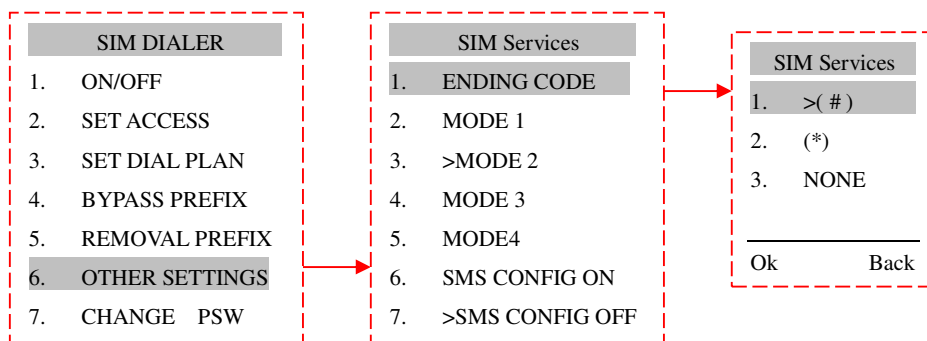 SIM DIALER
1. ON/OFF
2. SET ACCESS
3. SET DIAL PLAN
4. BYPASS PREFIX
5. REMOVAL PREFIX
6. OTHER SETTINGS
7. CHANGE PSW
SIM Services
1. ENDING CODE
2. MODE 1
3. >MODE 2
4. MODE 3
5. MODE4
6. SMS CONFIG ON
7. >SMS CONFIG OFF
SIM Services
1. >( # )
2. (*)
3. NONE
Ok Back